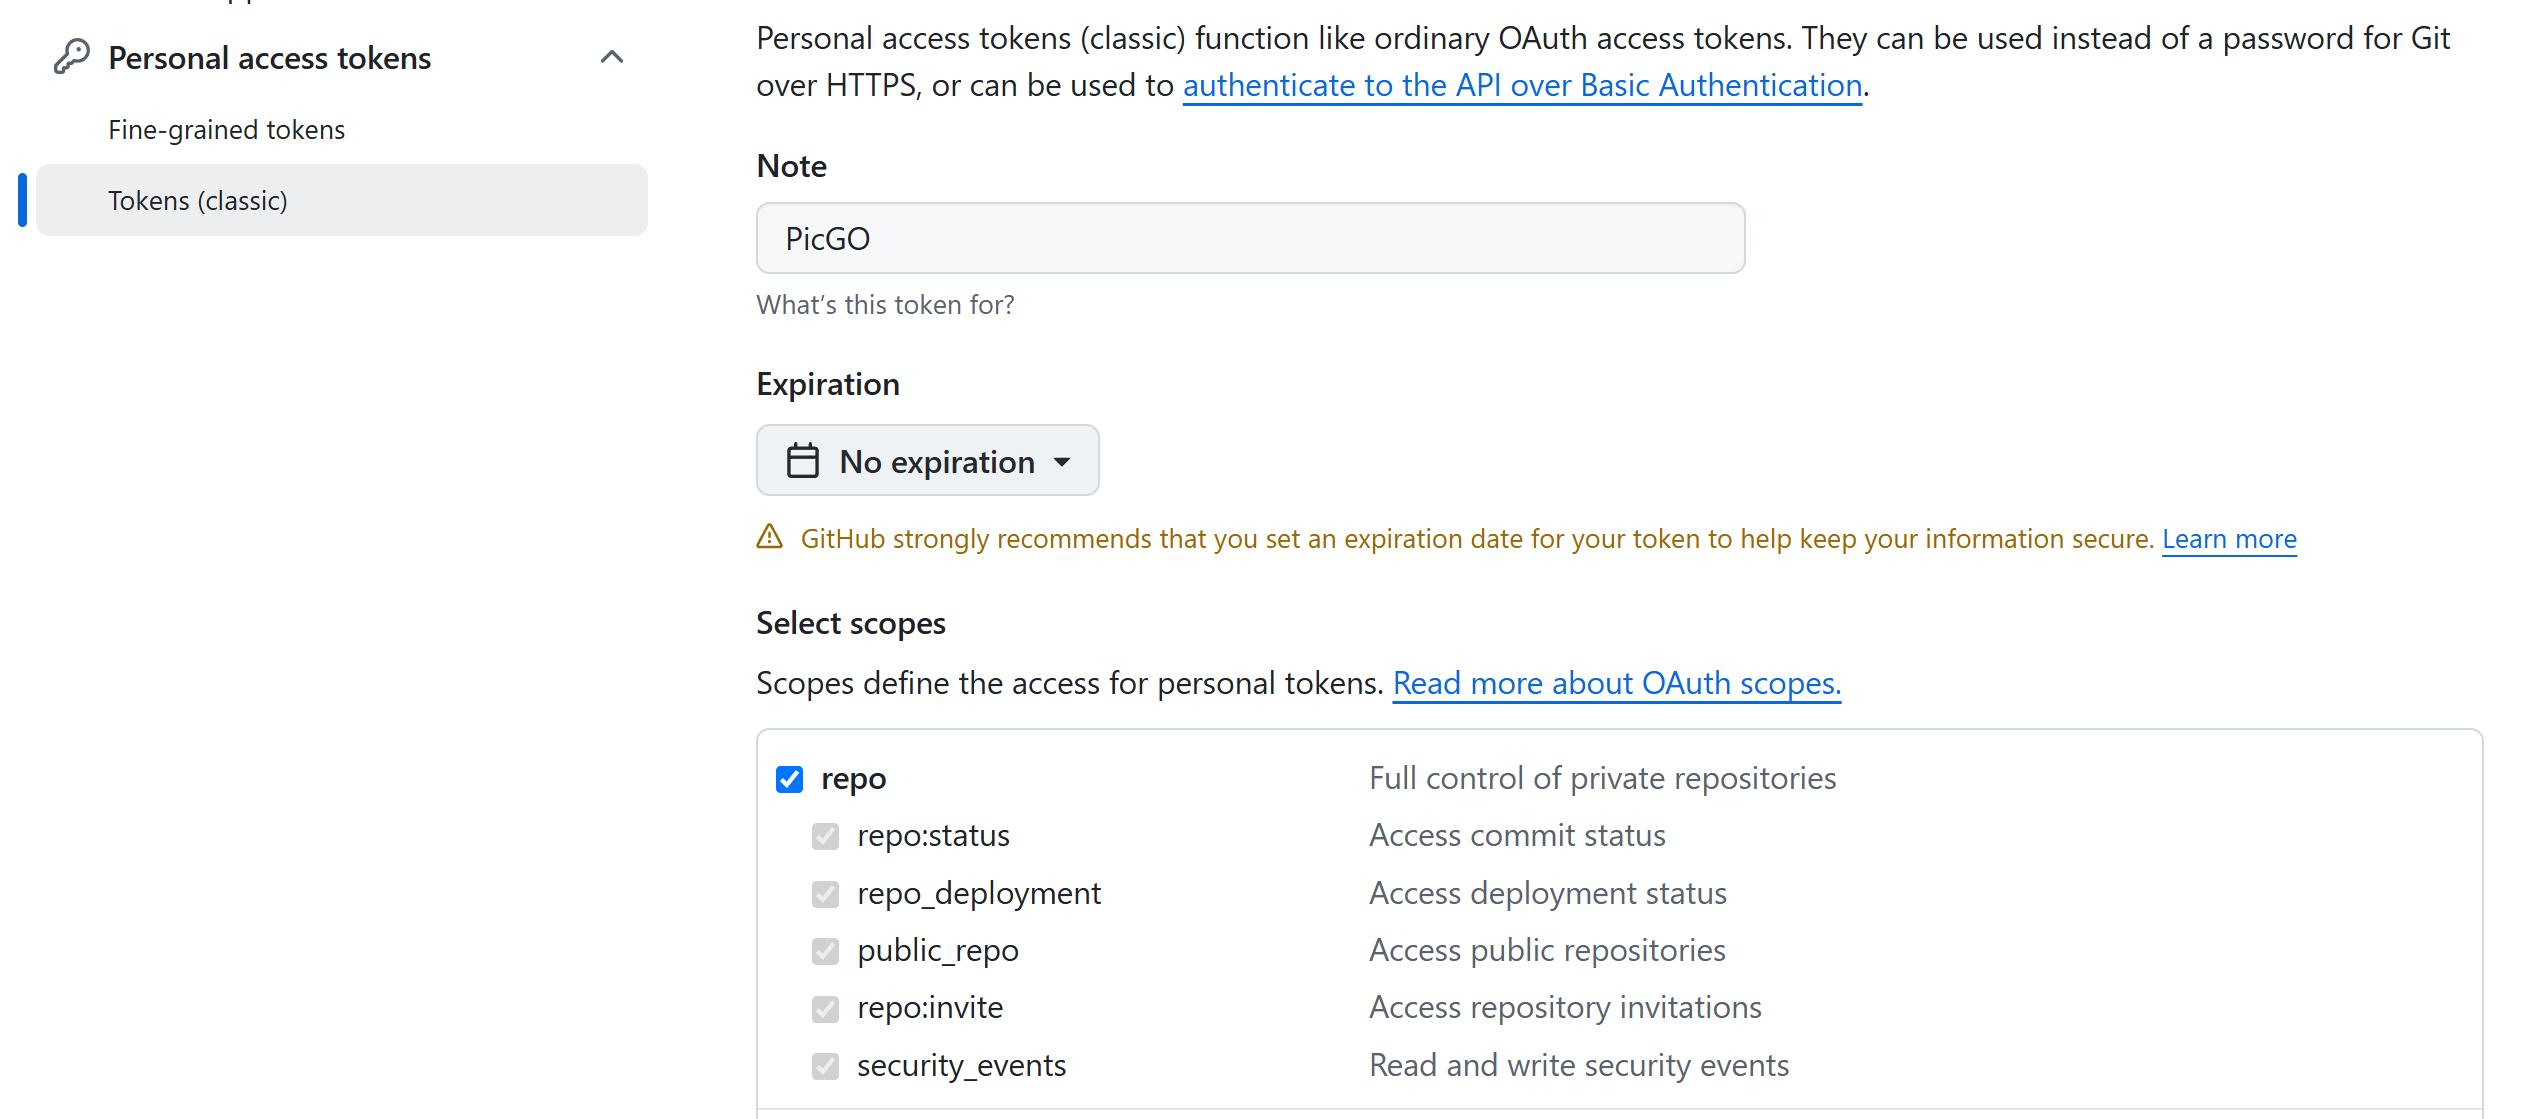 Personal access tokens
Fine-grained tokens
Tokens (classic)
Personal access tokens (classic) function like ordinary OAuth access tokens. They can be used instead of a password for Git
over HTTPS, or can be used to authenticate to the API over Basic Authentication.
Note
PicGO
What's this token for?
Expiration
No expiration
GitHub strongly recommends that you set an expiration date for your token to help keep your information secure. Learn more
Select scopes
Scopes define the access for personal tokens. Read more about OAuth scopes.
repo Full control of private repositories
repo:status Access commit status
repo_deployment Access deployment status
public_repo Access public repositories
repo:invite Access repository invitations
security_events Read and write security events